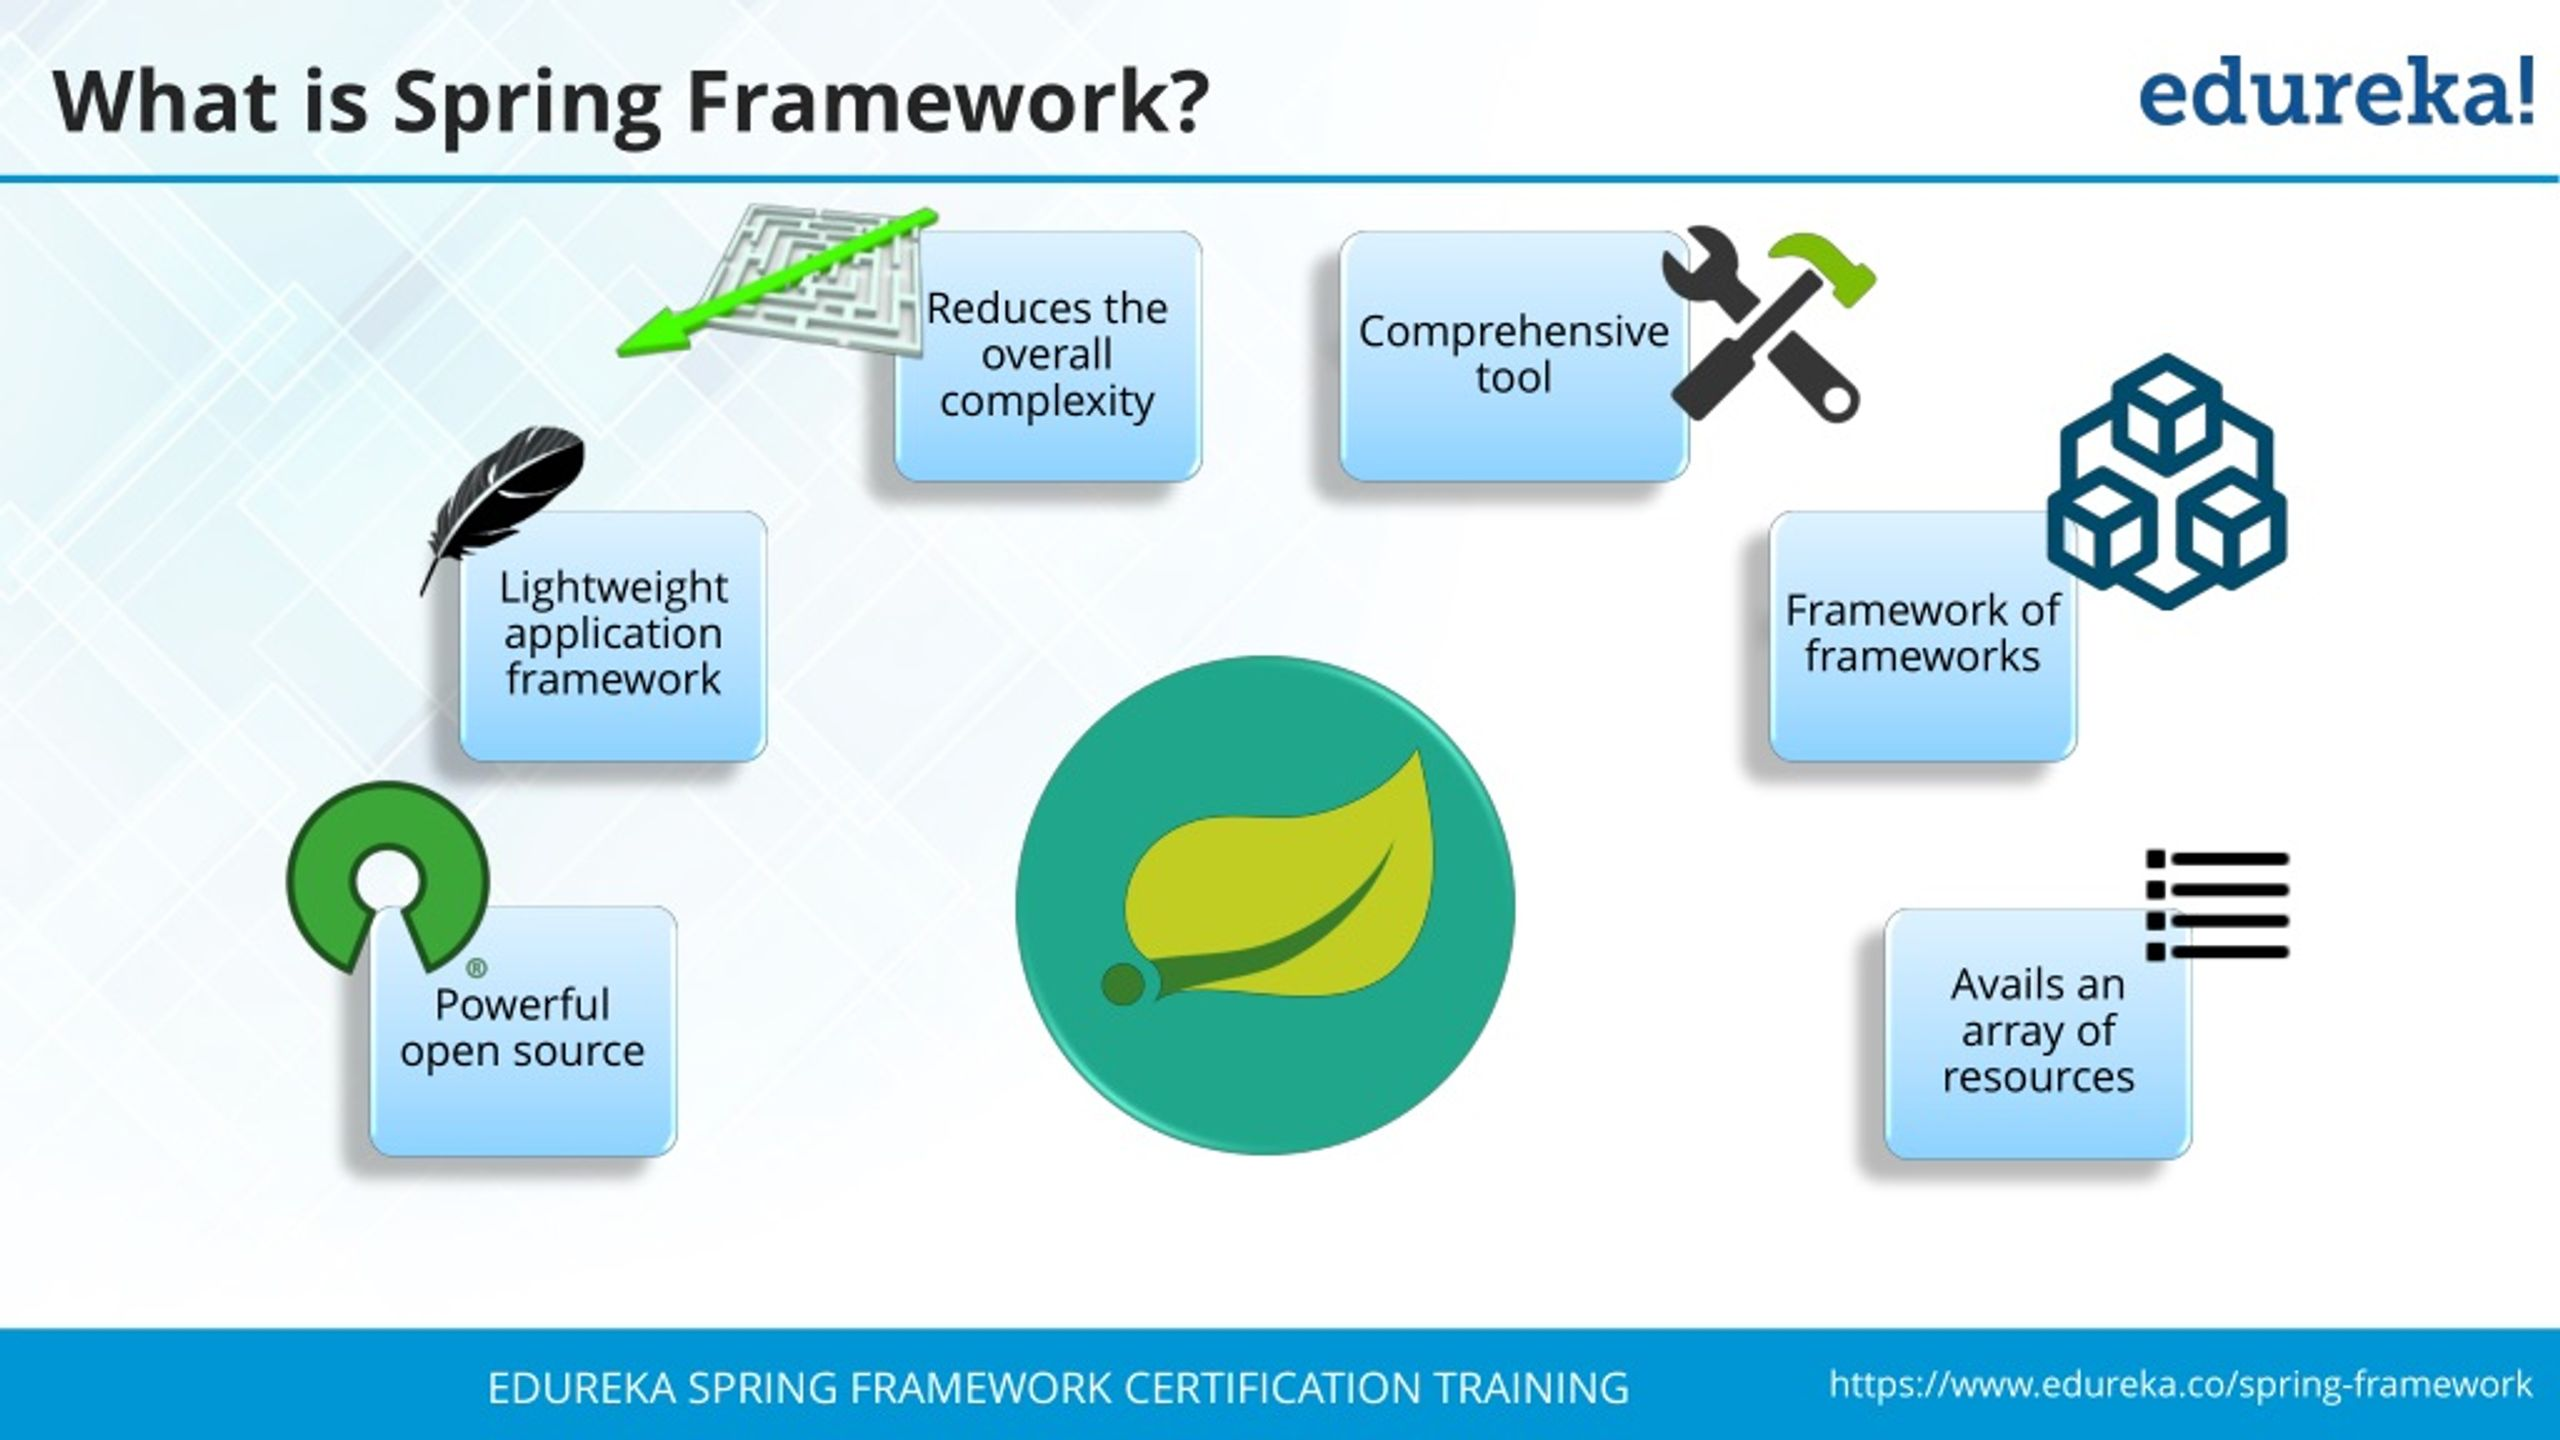 What is Spring Framework?
edureka!
Reduces the
overall
complexity
Comprehensive
tool
Lightweight
application
framework
Framework of
frameworks
®
Powerful
open source
Avails an
array of
resources
EDUREKA SPRING FRAMEWORK CERTIFICATION TRAINING
https://www.edureka.co/spring-framework